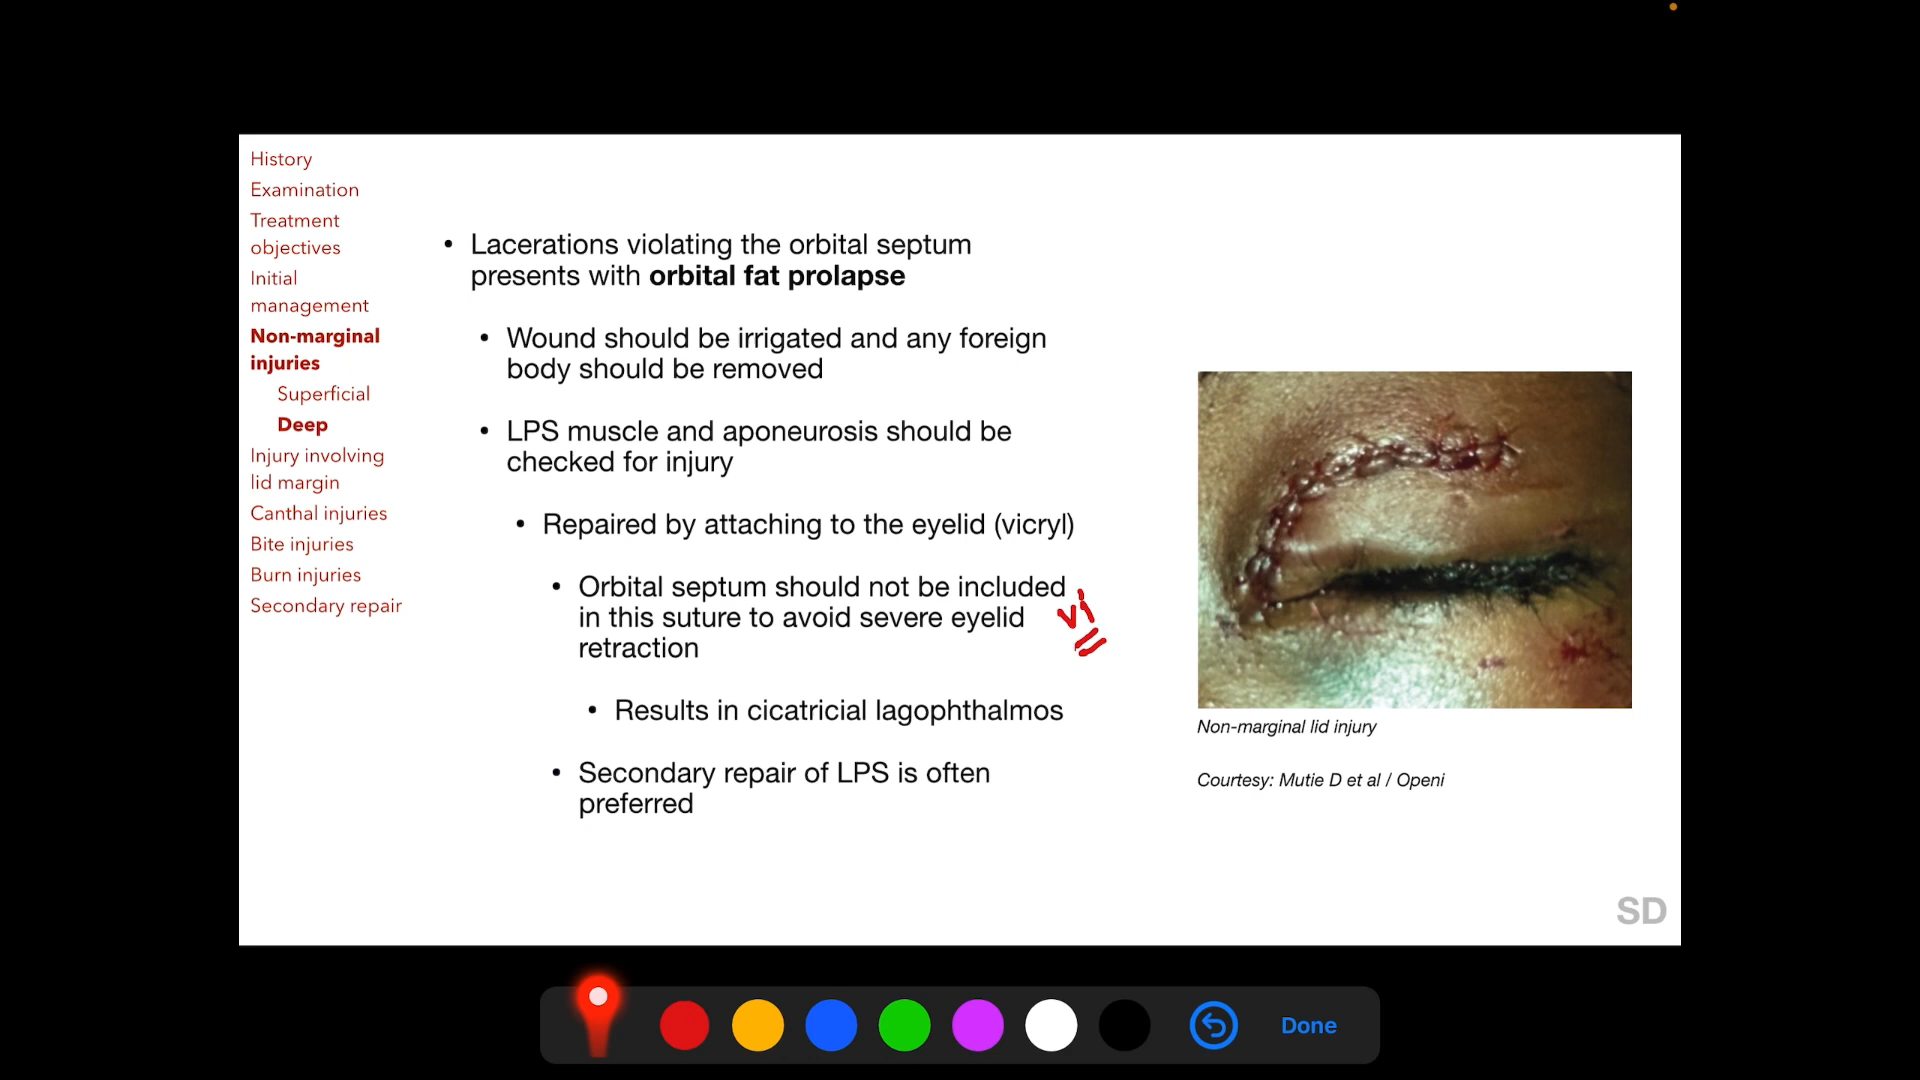 History
Examination
Treatment
objectives
Initial
management
Non-marginal
injuries
Superficial
Deep
Injury involving
lid margin
Canthal injuries
Bite injuries
Burn injuries
Secondary repair
• Lacerations violating the orbital septum
presents with orbital fat prolapse
• Wound should be irrigated and any foreign
body should be removed
• LPS muscle and aponeurosis should be
checked for injury
• Repaired by attaching to the eyelid (vicryl)
• Orbital septum should not be included
in this suture to avoid severe eyelid
retraction
• Results in cicatricial lagophthalmos
• Secondary repair of LPS is often
preferred
Non-marginal lid injury
Courtesy: Mutie D et al / Openi
SD
Done